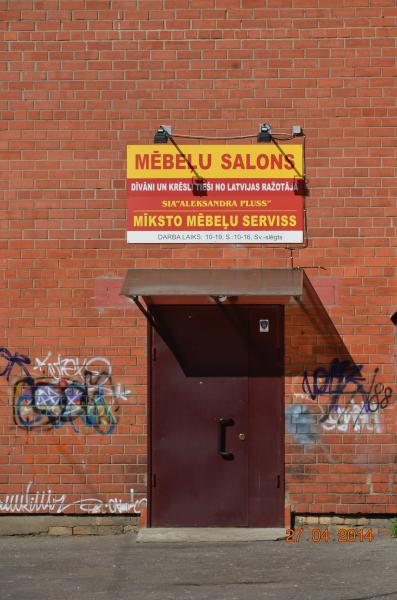 MĒBEĻU SALONS
DĪVĀNI UN KRĒSLI TIEŠI NO LATVIJAS RAŽOTĀJA
SIA"ALEKSANDRA PLUSS"
MĪKSTO MĒBEĻU SERVISS
DARBA LAIKS: 10-19, S.:10-16, Sv.-slēgts
27.04.2014